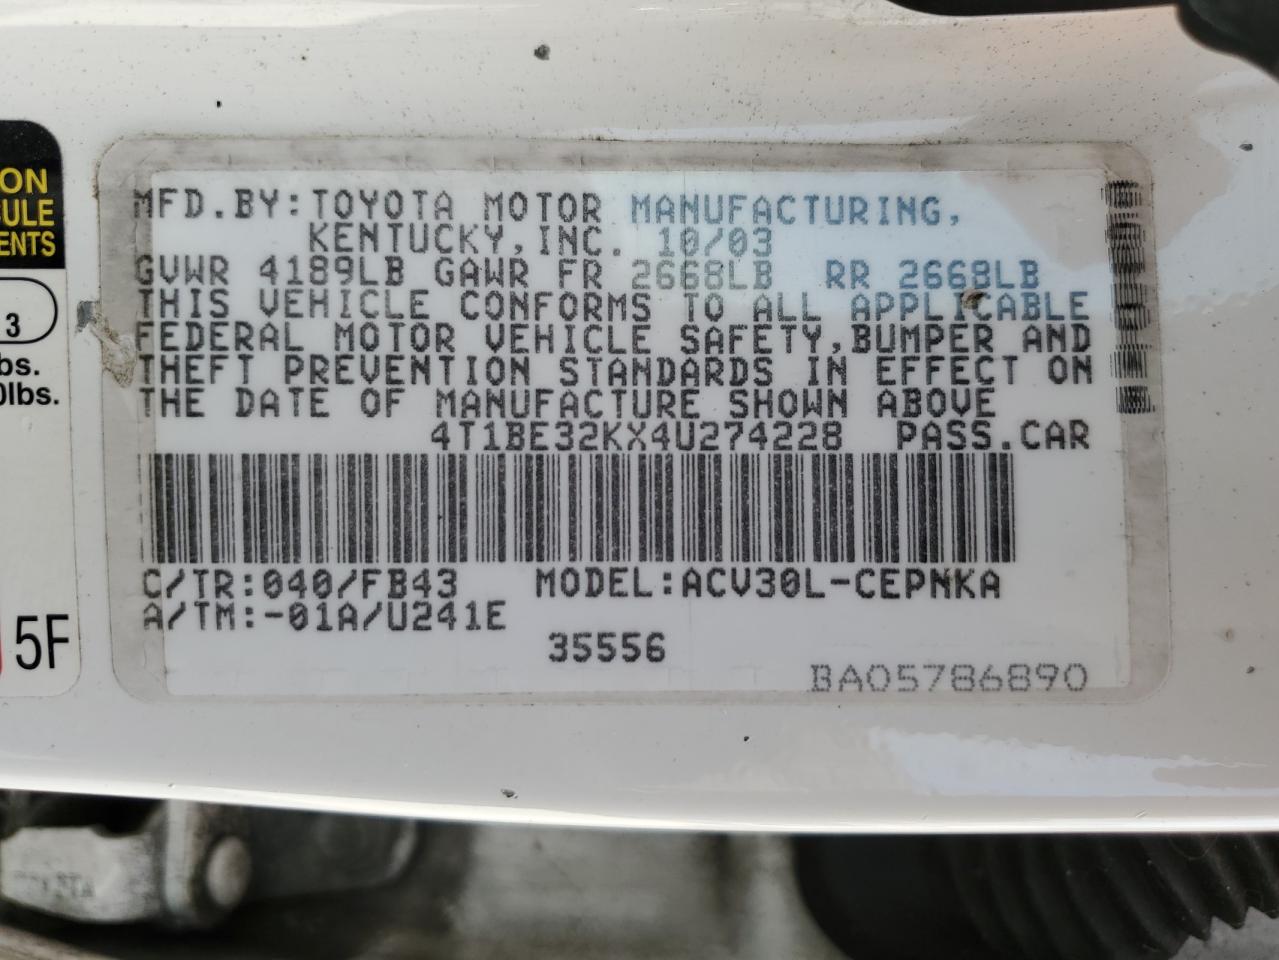 MFD.BY:TOYOTA MOTOR MANUFACTURING,
KENTUCKY,INC. 10/03
GVWR 4189LB GAWR FR 2668LB RR 2668LB
THIS VEHICLE CONFORMS TO ALL APPLICABLE
FEDERAL MOTOR VEHICLE SAFETY,BUMPER AND
THEFT PREVENTION STANDARDS IN EFFECT ON
THE DATE OF MANUFACTURE SHOWN ABOVE
4T1BE32KX4U274228 PASS.CAR
C/TR:040/FB43 MODEL:ACV30L-CEPNKA
A/TM:-01A/U241E
35556
BA05786890
ON
SULE
ENTS
3
bs.
0lbs.
5F